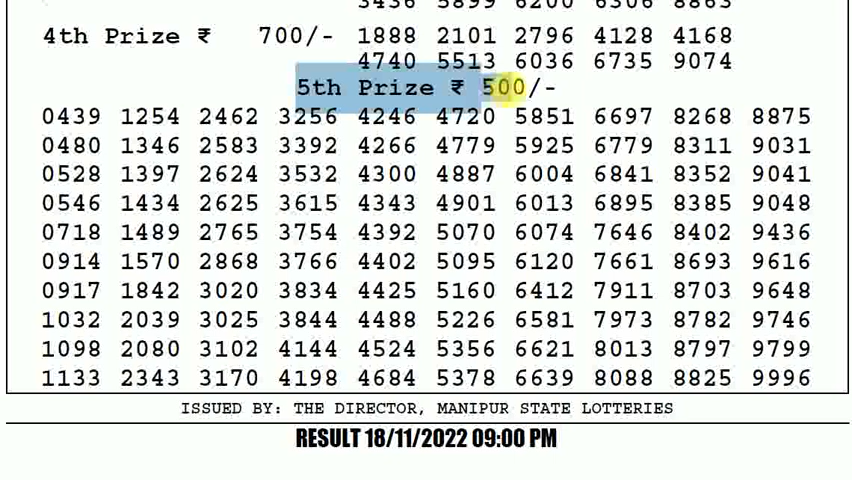 3436 5899 6200 6306 8863
4th Prize ₹ 700/- 1888 2101 2796 4128 4168
4740 5513 6036 6735 9074
5th Prize ₹ 500/-
0439 1254 2462 3256 4246 4720 5851 6697 8268 8875
0480 1346 2583 3392 4266 4779 5925 6779 8311 9031
0528 1397 2624 3532 4300 4887 6004 6841 8352 9041
0546 1434 2625 3615 4343 4901 6013 6895 8385 9048
0718 1489 2765 3754 4392 5070 6074 7646 8402 9436
0914 1570 2868 3766 4402 5095 6120 7661 8693 9616
0917 1842 3020 3834 4425 5160 6412 7911 8703 9648
1032 2039 3025 3844 4488 5226 6581 7973 8782 9746
1098 2080 3102 4144 4524 5356 6621 8013 8797 9799
1133 2343 3170 4198 4684 5378 6639 8088 8825 9996
ISSUED BY: THE DIRECTOR, MANIPUR STATE LOTTERIES
RESULT 18/11/2022 09:00 PM